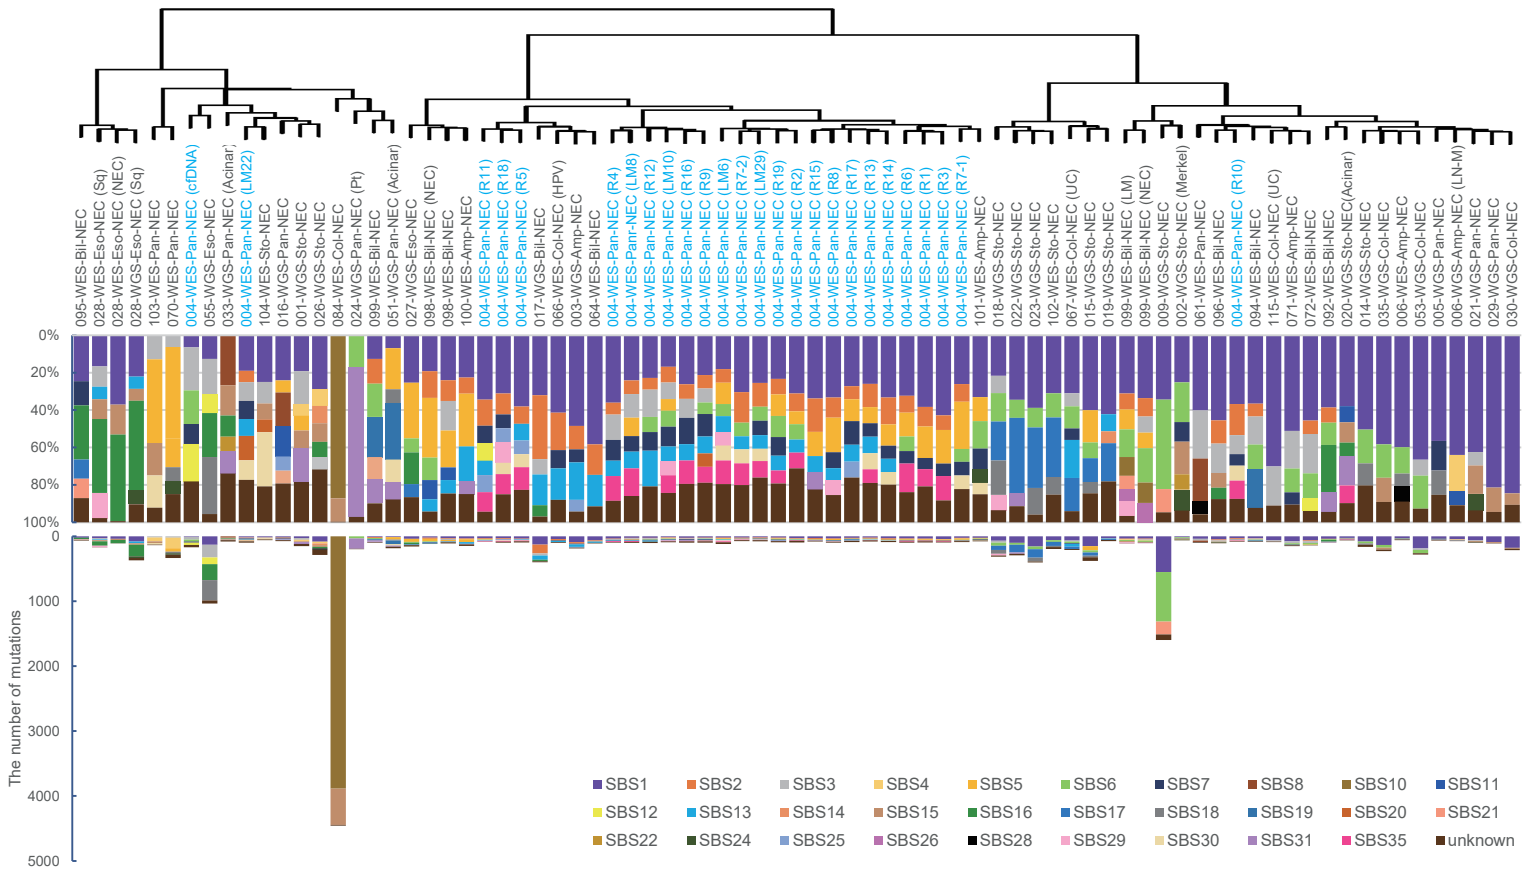 095-WES-Bil-NEC
028-WES-Eso-NEC (Sq)
028-WES-Eso-NEC (NEC)
028-WGS-Eso-NEC (Sq)
103-WES-Pan-NEC
070-WES-Pan-NEC
004-WES-Pan-NEC (cfDNA)
055-WGS-Eso-NEC
033-WGS-Pan-NEC (Acinar)
004-WES-Pan-NEC (LM22)
104-WES-Sto-NEC
016-WGS-Pan-NEC
001-WGS-Sto-NEC
026-WGS-Sto-NEC
084-WES-Col-NEC
024-WGS-Pan-NEC (Pt)
099-WES-Bil-NEC
051-WGS-Pan-NEC (Acinar)
027-WGS-Eso-NEC
098-WES-Bil-NEC (NEC)
098-WES-Bil-NEC
100-WES-Amp-NEC
004-WES-Pan-NEC (R11)
004-WES-Pan-NEC (R18)
004-WES-Pan-NEC (R5)
017-WGS-Bil-NEC
066-WES-Col-NEC (HPV)
003-WGS-Amp-NEC
064-WES-Bil-NEC
004-WES-Pan-NEC (R4)
004-WES-Panr-NEC (LM8)
004-WES-Pan-NEC (R12)
004-WES-Pan-NEC (LM10)
004-WES-Pan-NEC (R16)
004-WES-Pan-NEC (R9)
004-WES-Pan-NEC (LM6)
004-WES-Pan-NEC (R7-2)
004-WES-Pan-NEC (LM29)
004-WES-Pan-NEC (R19)
004-WES-Pan-NEC (R2)
004-WES-Pan-NEC (R15)
004-WES-Pan-NEC (R8)
004-WES-Pan-NEC (R17)
004-WES-Pan-NEC (R13)
004-WES-Pan-NEC (R14)
004-WES-Pan-NEC (R6)
004-WES-Pan-NEC (R1)
004-WES-Pan-NEC (R3)
004-WES-Pan-NEC (R7-1)
101-WES-Amp-NEC
018-WGS-Sto-NEC
022-WGS-Sto-NEC
023-WGS-Sto-NEC
102-WES-Sto-NEC
067-WES-Col-NEC (UC)
015-WGS-Sto-NEC
019-WGS-Sto-NEC
099-WES-Bil-NEC (LM)
099-WES-Bil-NEC (NEC)
009-WGS-Sto-NEC
002-WGS-Sto-NEC (Merkel)
061-WES-Pan-NEC
096-WES-Bil-NEC
004-WES-Pan-NEC (R10)
094-WES-Bil-NEC
115-WES-Col-NEC (UC)
071-WES-Amp-NEC
072-WES-Bil-NEC
092-WES-Bil-NEC
020-WGS-Sto-NEC(Acinar)
014-WGS-Sto-NEC
035-WGS-Col-NEC
006-WES-Amp-NEC
053-WGS-Col-NEC
005-WGS-Pan-NEC
006-WGS-Amp-NEC (LN-M)
021-WGS-Pan-NEC
029-WGS-Pan-NEC
030-WGS-Col-NEC
0%
20%
40%
60%
80%
100%
0
1000
2000
3000
4000
5000
The number of mutations
SBS1 SBS2 SBS3 SBS4 SBS5 SBS6 SBS7 SBS8 SBS10 SBS11
SBS12 SBS13 SBS14 SBS15 SBS16 SBS17 SBS18 SBS19 SBS20 SBS21
SBS22 SBS24 SBS25 SBS26 SBS28 SBS29 SBS30 SBS31 SBS35 unknown